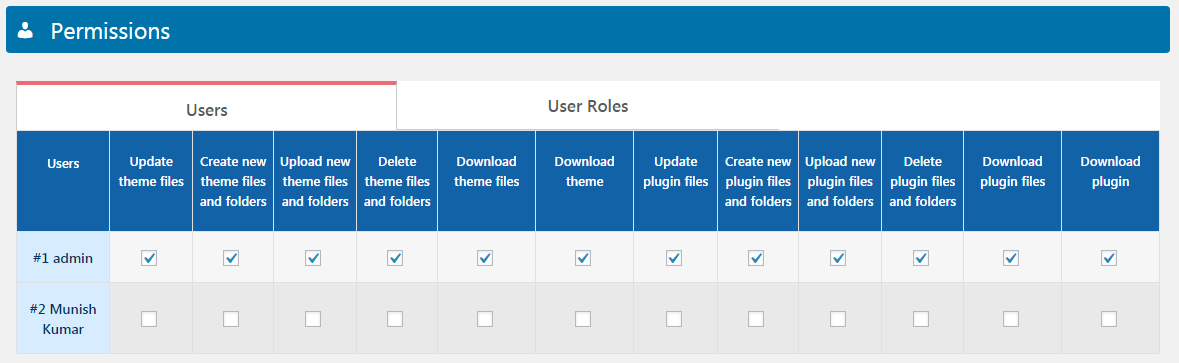 Permissions
Users
User Roles
Users
Update
theme files
Create new
theme files
and folders
Upload new
theme files
and folders
Delete
theme files
and folders
Download
theme files
Download
theme
Update
plugin files
Create new
plugin files
and folders
Upload new
plugin files
and folders
Delete
plugin files
and folders
Download
plugin files
Download
plugin
#1 admin
#2 Munish
Kumar